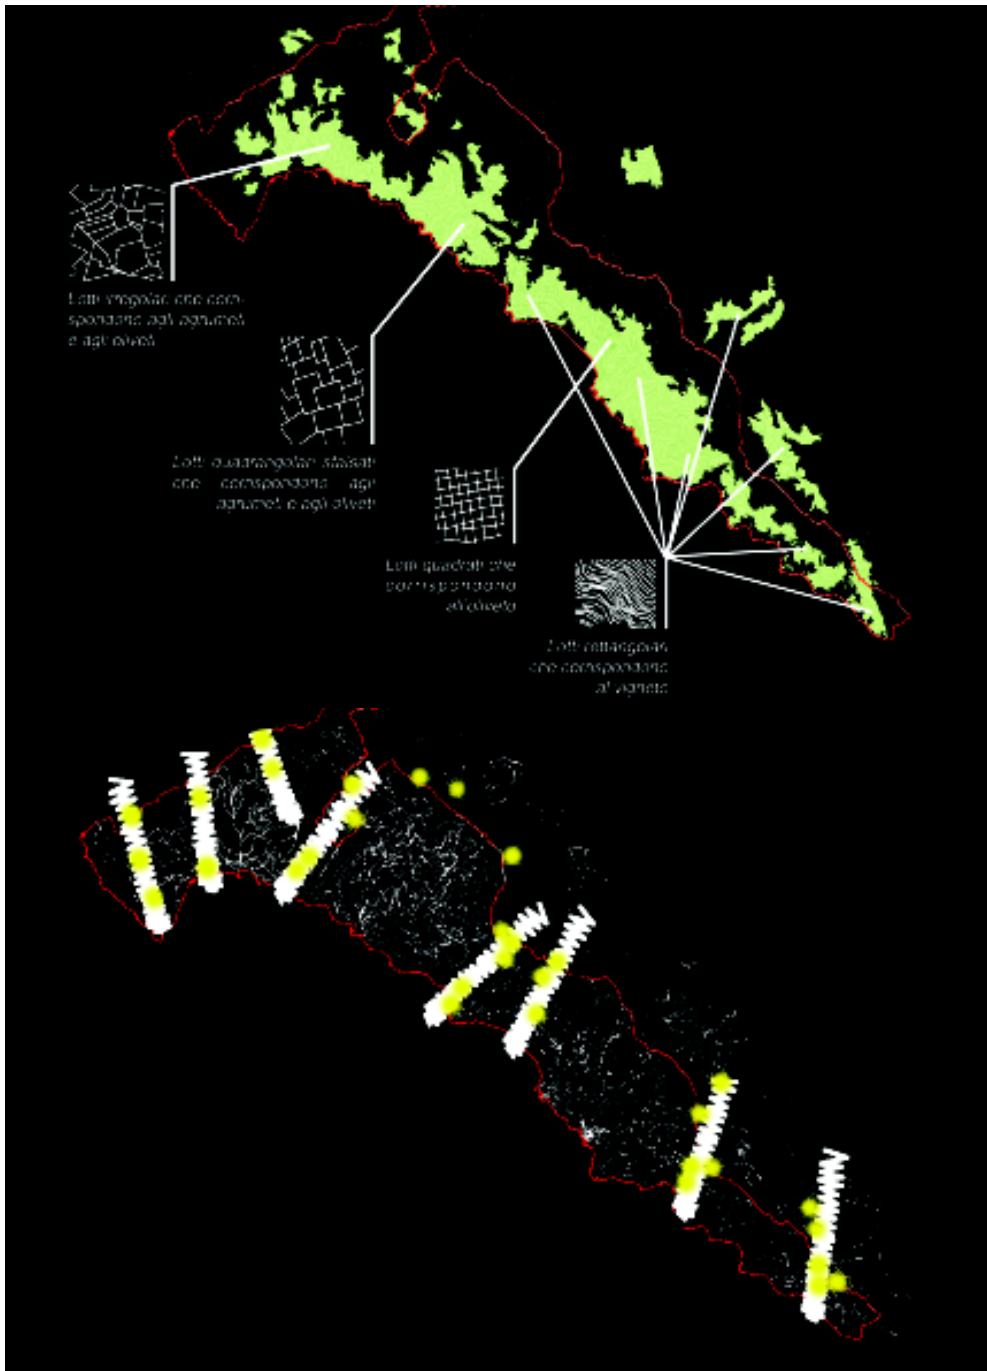 Lotti irregolari che corri-
spondono agli agrumeti
e agli oliveti
Lotti quadrangolari sfalsati
che corrispondono agli
agrumeti e agli oliveti
Lotti quadrati che
corrispondono
all'oliveto
Lotti rettangolari
che corrispondono
al vigneto